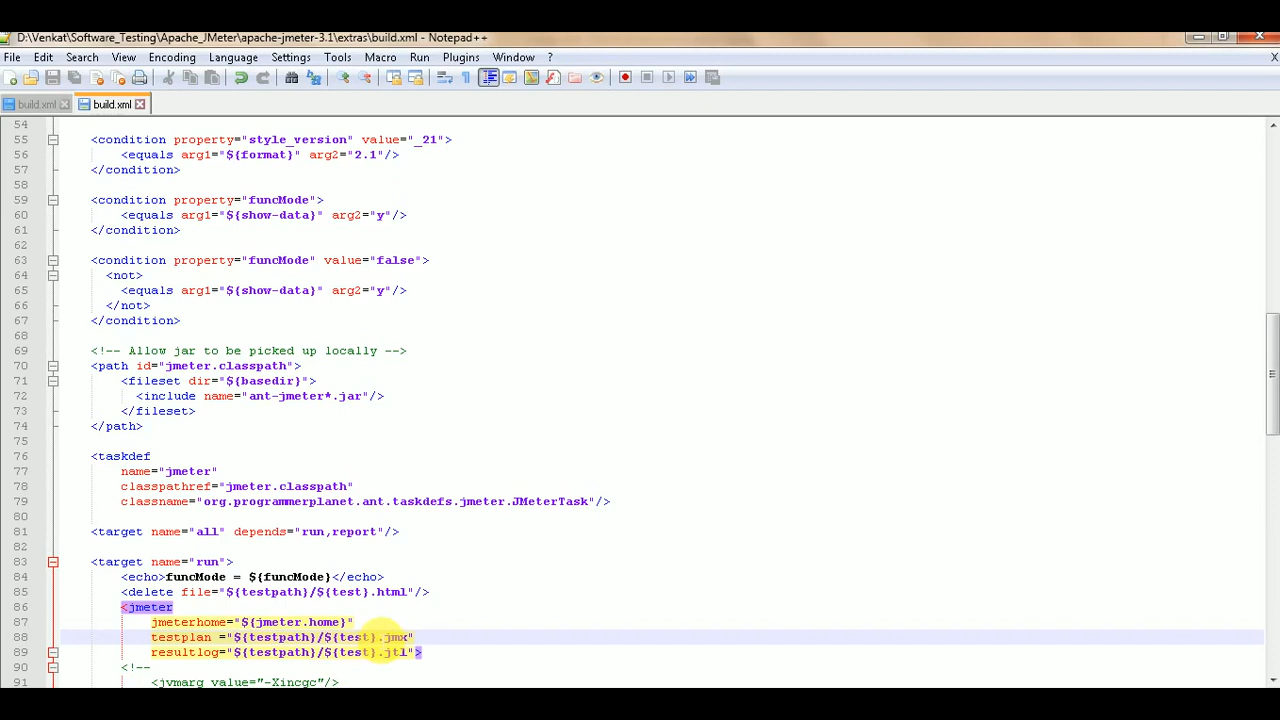 D:\Venkat\Software_Testing\Apache_JMeter\apache-jmeter-3.1\extras\build.xml - Notepad++
File Edit Search View Encoding Language Settings Tools Macro Run Plugins Window ? X
build.xml build.xml
54
55 <condition property="style_version" value="_21">
56 <equals arg1="${format}" arg2="2.1"/>
57 </condition>
58
59 <condition property="funcMode">
60 <equals arg1="${show-data}" arg2="y"/>
61 </condition>
62
63 <condition property="funcMode" value="false">
64 <not>
65 <equals arg1="${show-data}" arg2="y"/>
66 </not>
67 </condition>
68
69 <!-- Allow jar to be picked up locally -->
70 <path id="jmeter.classpath">
71 <fileset dir="${basedir}">
72 <include name="ant-jmeter*.jar"/>
73 </fileset>
74 </path>
75
76 <taskdef
77 name="jmeter"
78 classpathref="jmeter.classpath"
79 classname="org.programmerplanet.ant.taskdefs.jmeter.JMeterTask"/>
80
81 <target name="all" depends="run,report"/>
82
83 <target name="run">
84 <echo>funcMode = ${funcMode}</echo>
85 <delete file="${testpath}/${test}.html"/>
86 <jmeter
87 jmeterhome="${jmeter.home}"
88 testplan ="${testpath}/${test}.jmx"
89 resultlog="${testpath}/${test}.jtl">
90 <!--
91 <jvmarg value="-Xincgc"/>